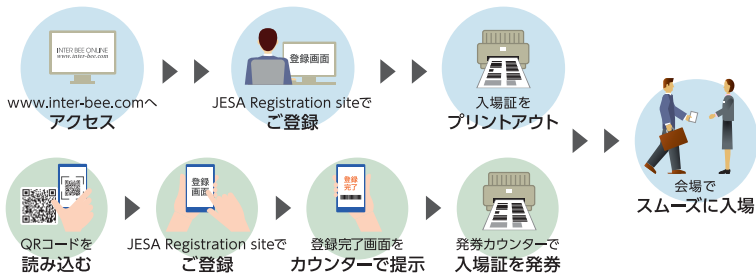 INTER BEE ONLINE
www.inter-bee.com
www.inter-bee.comへ
アクセス
登録画面
JESA Registration siteで
ご登録
入場証を
プリントアウト
QRコードを
読み込む
登録
画面
JESA Registration siteで
ご登録
登録
完了
登録完了画面を
カウンターで提示
発券カウンターで
入場証を発券
会場で
スムーズに入場